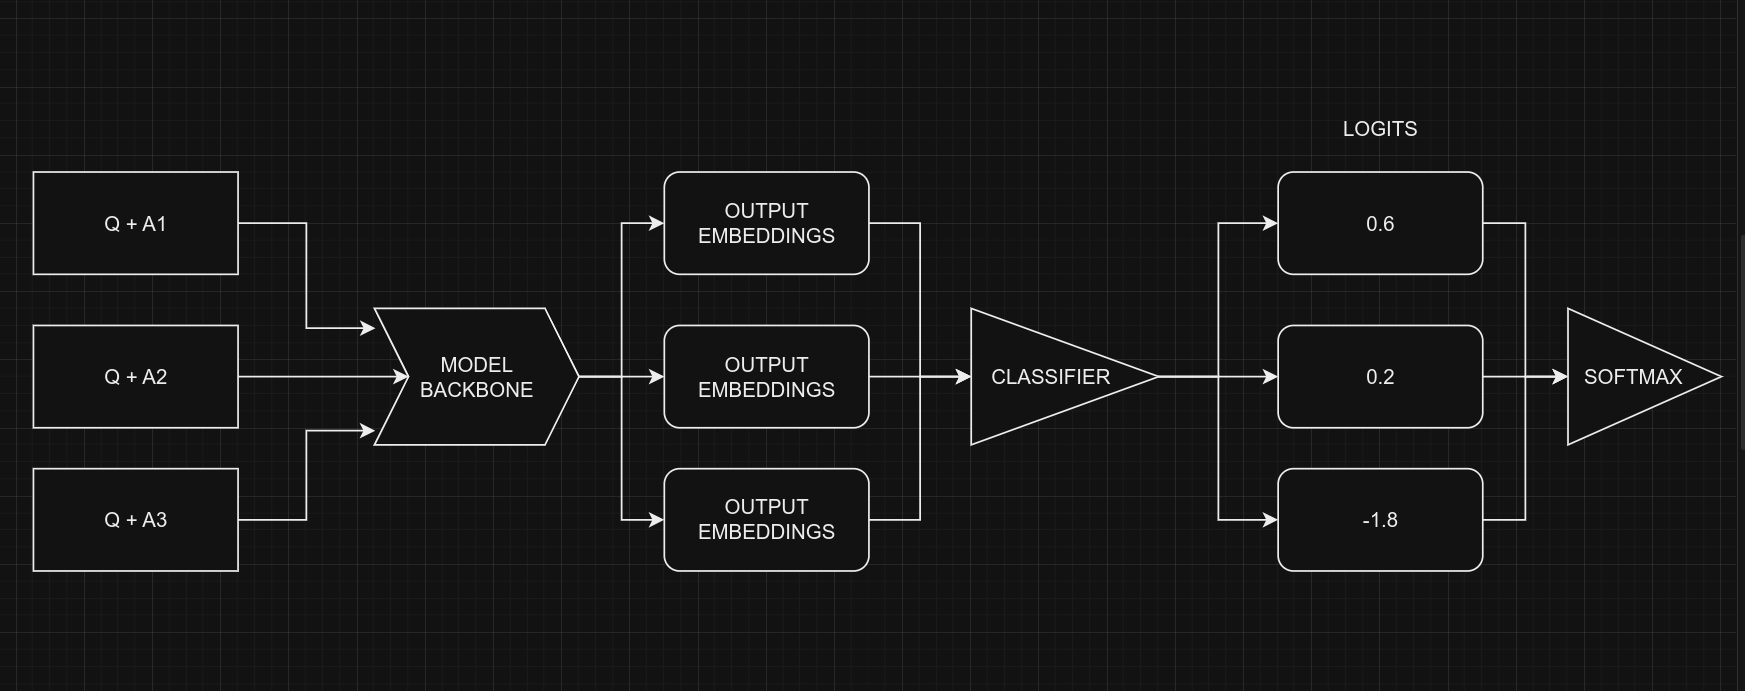 LOGITS
Q + A1
OUTPUT
EMBEDDINGS
0.6
Q + A2
MODEL
BACKBONE
OUTPUT
EMBEDDINGS
CLASSIFIER
0.2
SOFTMAX
Q + A3
OUTPUT
EMBEDDINGS
-1.8